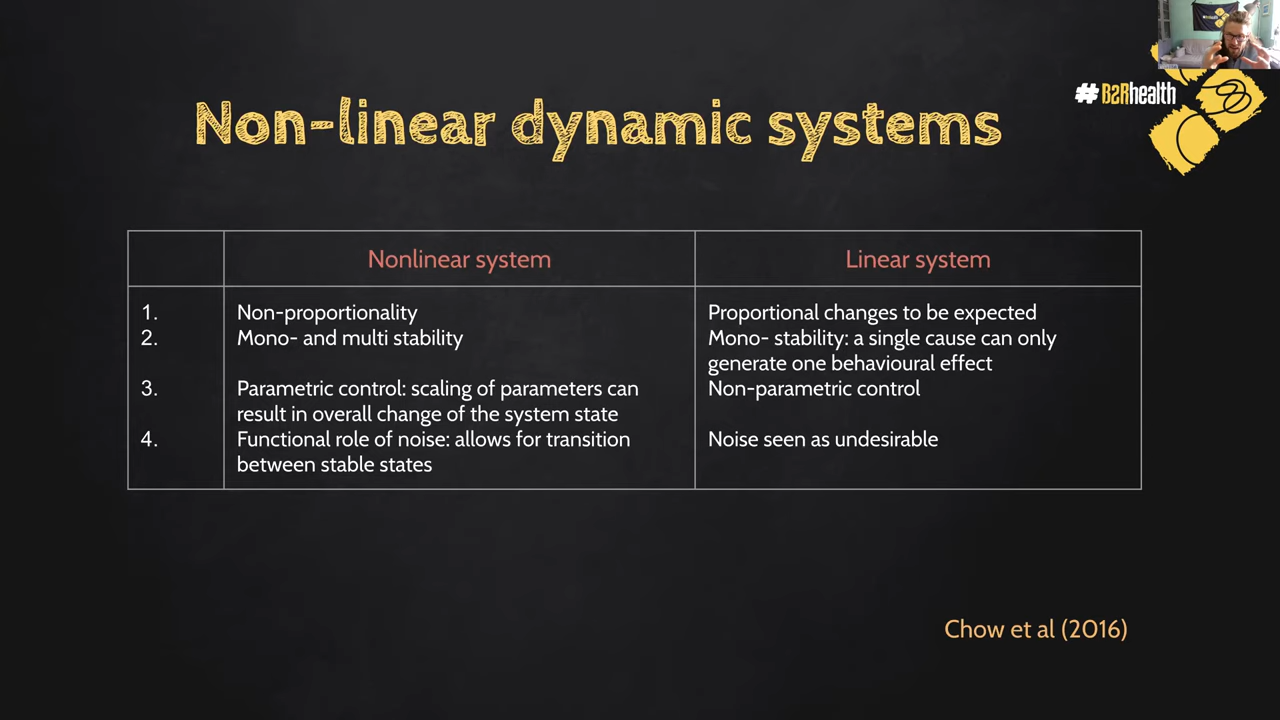 #B2Rhealth
Non-linear dynamic systems
Nonlinear system
Linear system
1.
Non-proportionality
Proportional changes to be expected
2.
Mono- and multi stability
Mono- stability: a single cause can only
generate one behavioural effect
3.
Parametric control: scaling of parameters can
result in overall change of the system state
Non-parametric control
4.
Functional role of noise: allows for transition
between stable states
Noise seen as undesirable
Chow et al (2016)